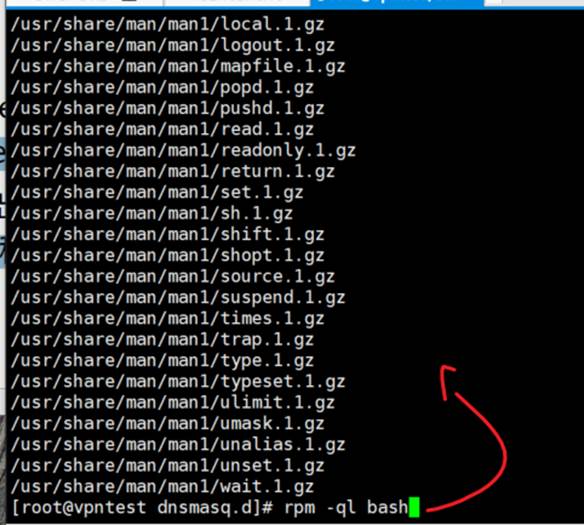 /usr/share/man/man1/local.1.gz
/usr/share/man/man1/logout.1.gz
/usr/share/man/man1/mapfile.1.gz
/usr/share/man/man1/popd.1.gz
/usr/share/man/man1/pushd.1.gz
/usr/share/man/man1/read.1.gz
/usr/share/man/man1/readonly.1.gz
/usr/share/man/man1/return.1.gz
/usr/share/man/man1/set.1.gz
/usr/share/man/man1/sh.1.gz
/usr/share/man/man1/shift.1.gz
/usr/share/man/man1/shopt.1.gz
/usr/share/man/man1/source.1.gz
/usr/share/man/man1/suspend.1.gz
/usr/share/man/man1/times.1.gz
/usr/share/man/man1/trap.1.gz
/usr/share/man/man1/type.1.gz
/usr/share/man/man1/typeset.1.gz
/usr/share/man/man1/ulimit.1.gz
/usr/share/man/man1/umask.1.gz
/usr/share/man/man1/unalias.1.gz
/usr/share/man/man1/unset.1.gz
/usr/share/man/man1/wait.1.gz
[root@vpntest dnsmasq.d]# rpm -ql bash